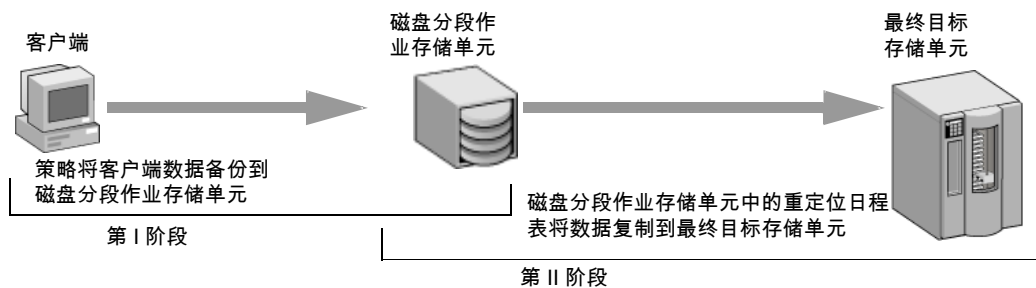 客户端
磁盘分段作
业存储单元
最终目标
存储单元
策略将客户端数据备份到
磁盘分段作业存储单元
磁盘分段作业存储单元中的重定位日程
表将数据复制到最终目标存储单元
第 I 阶段
第 II 阶段